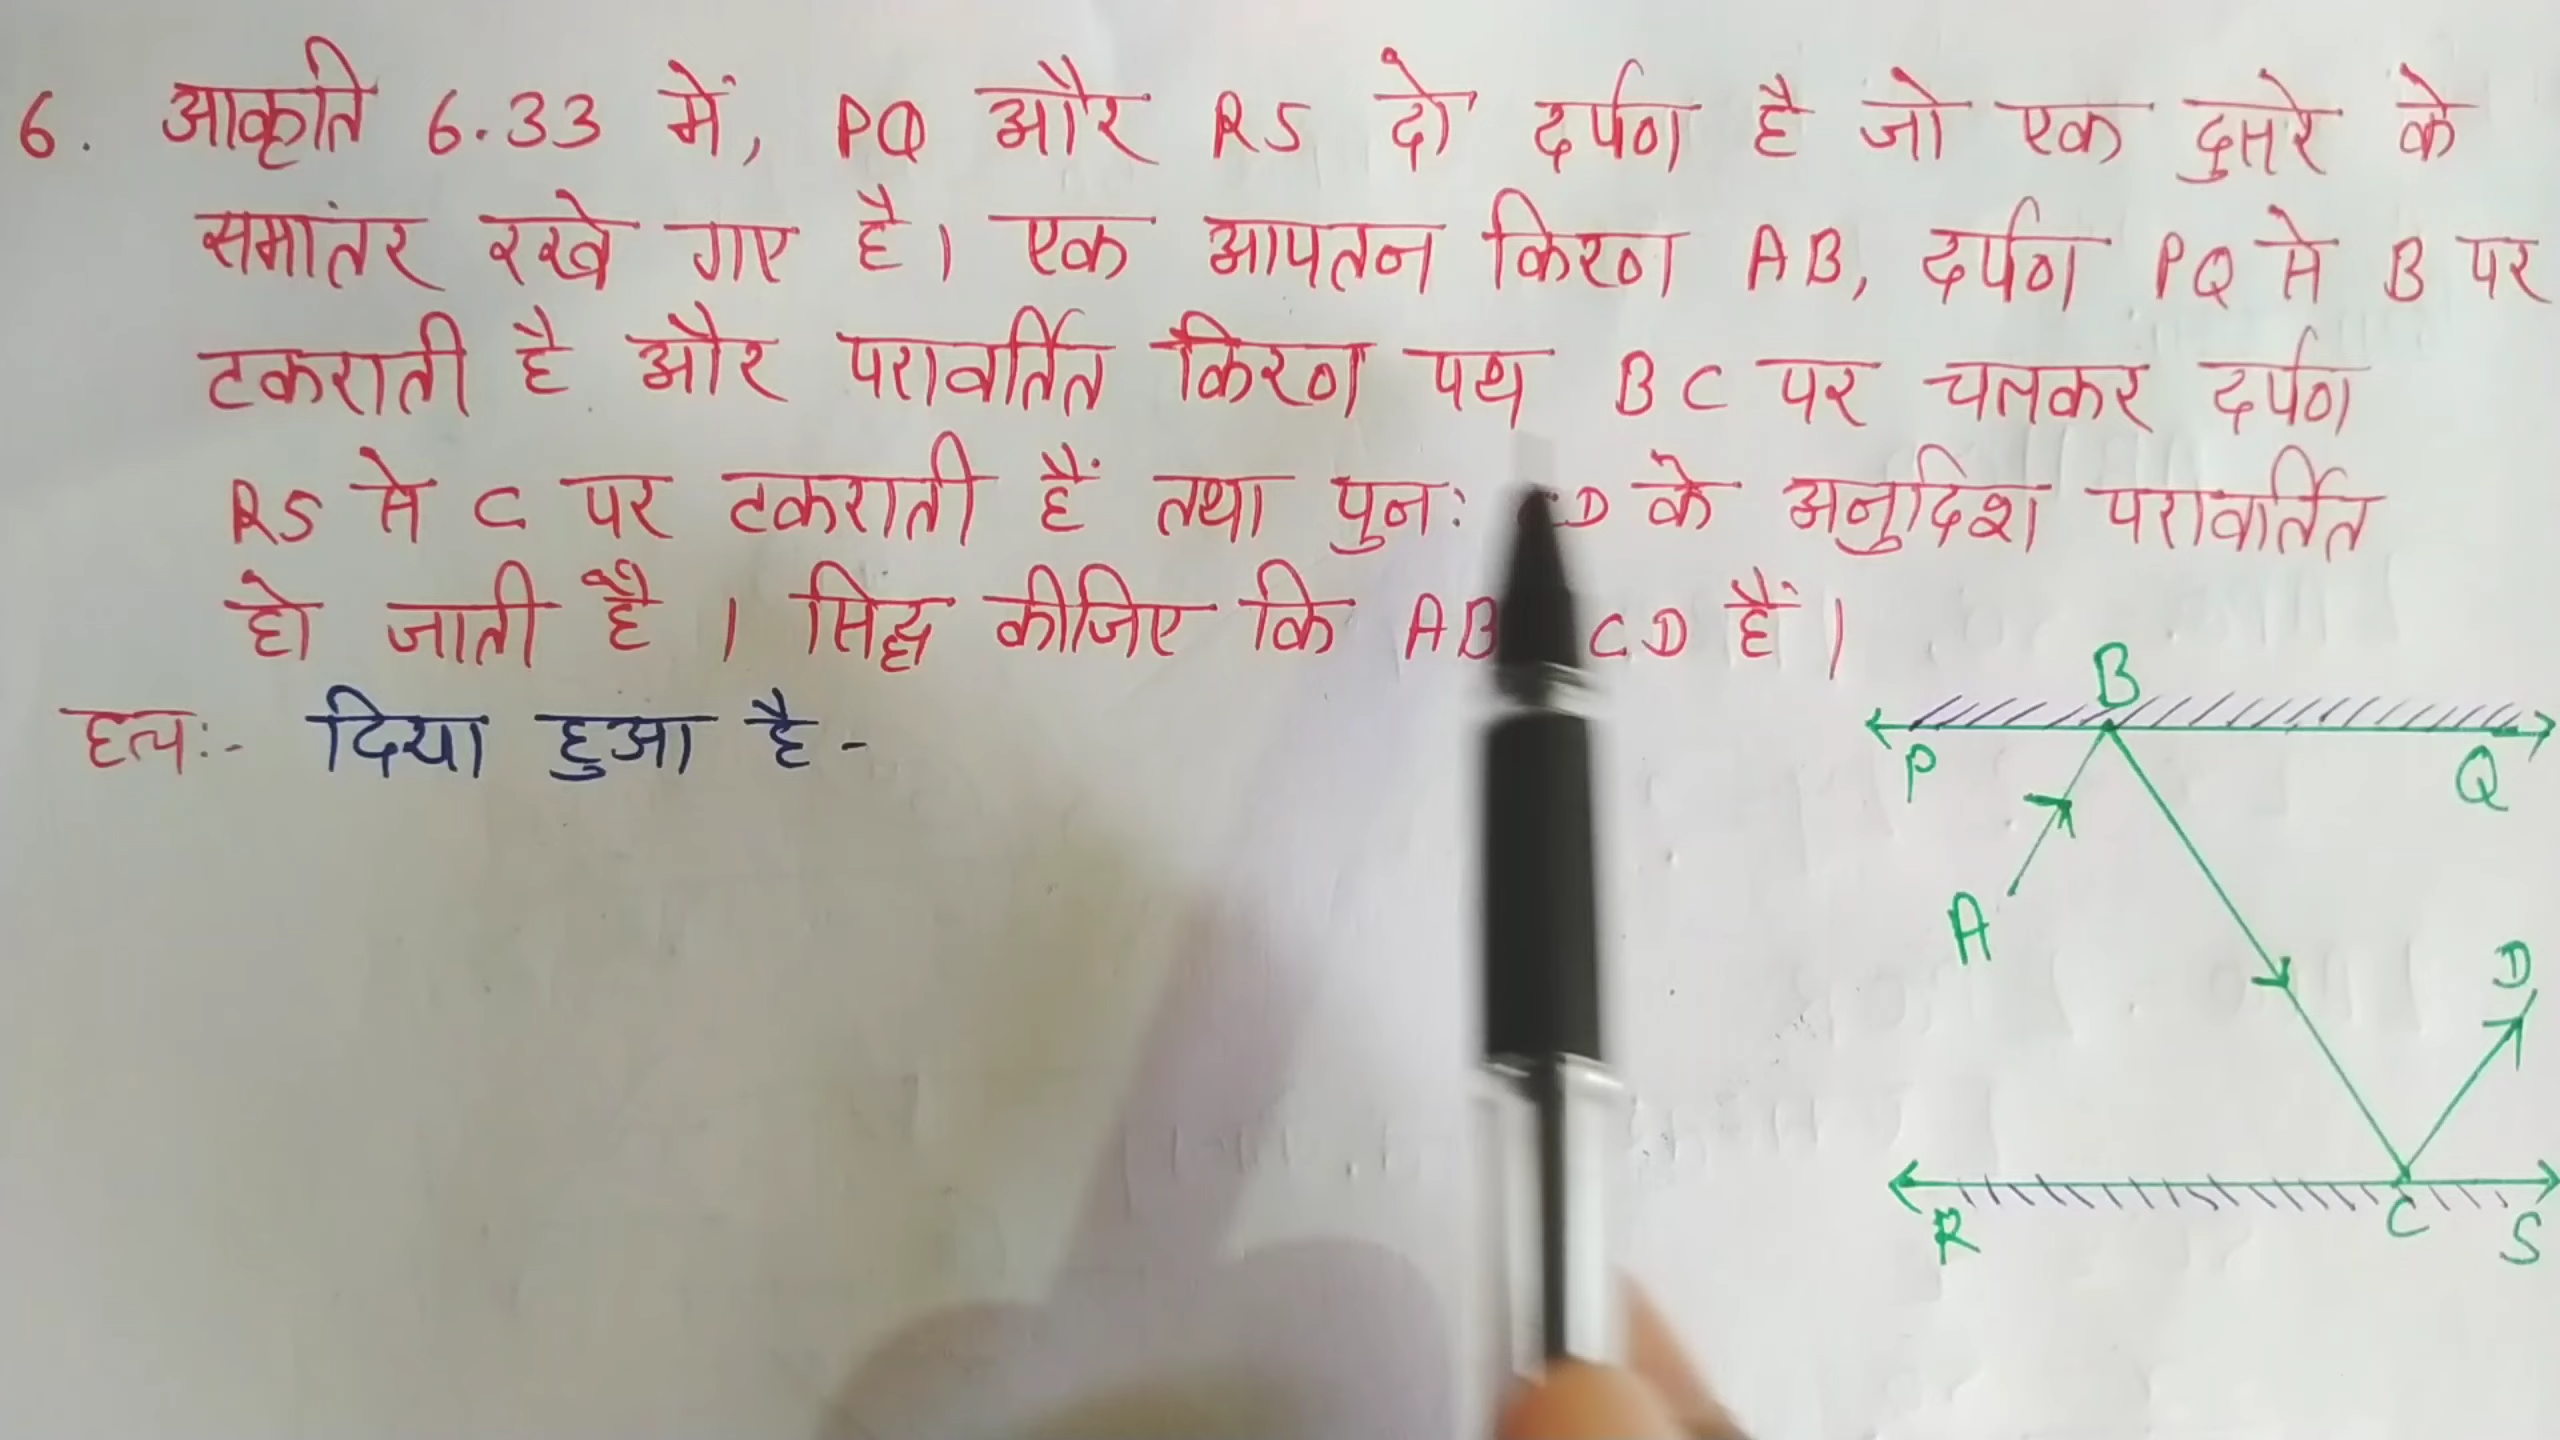 6. आकृति 6.33 में, PQ और RS दो दर्पण है जो एक दुसरे के
समांतर रखे गए है। एक आपतन किरण AB, दर्पण PQ से B पर
टकराती है और परावर्तित किरण पथ BC पर चलकर दर्पण
RS से C पर टकराती हैं तथा पुनः D के अनुदिश परावर्तित
हो जाती है। सिद्ध कीजिए कि AB CD हैं।
हल :- दिया हुआ है -
B
P
Q
A
D
R
C
S